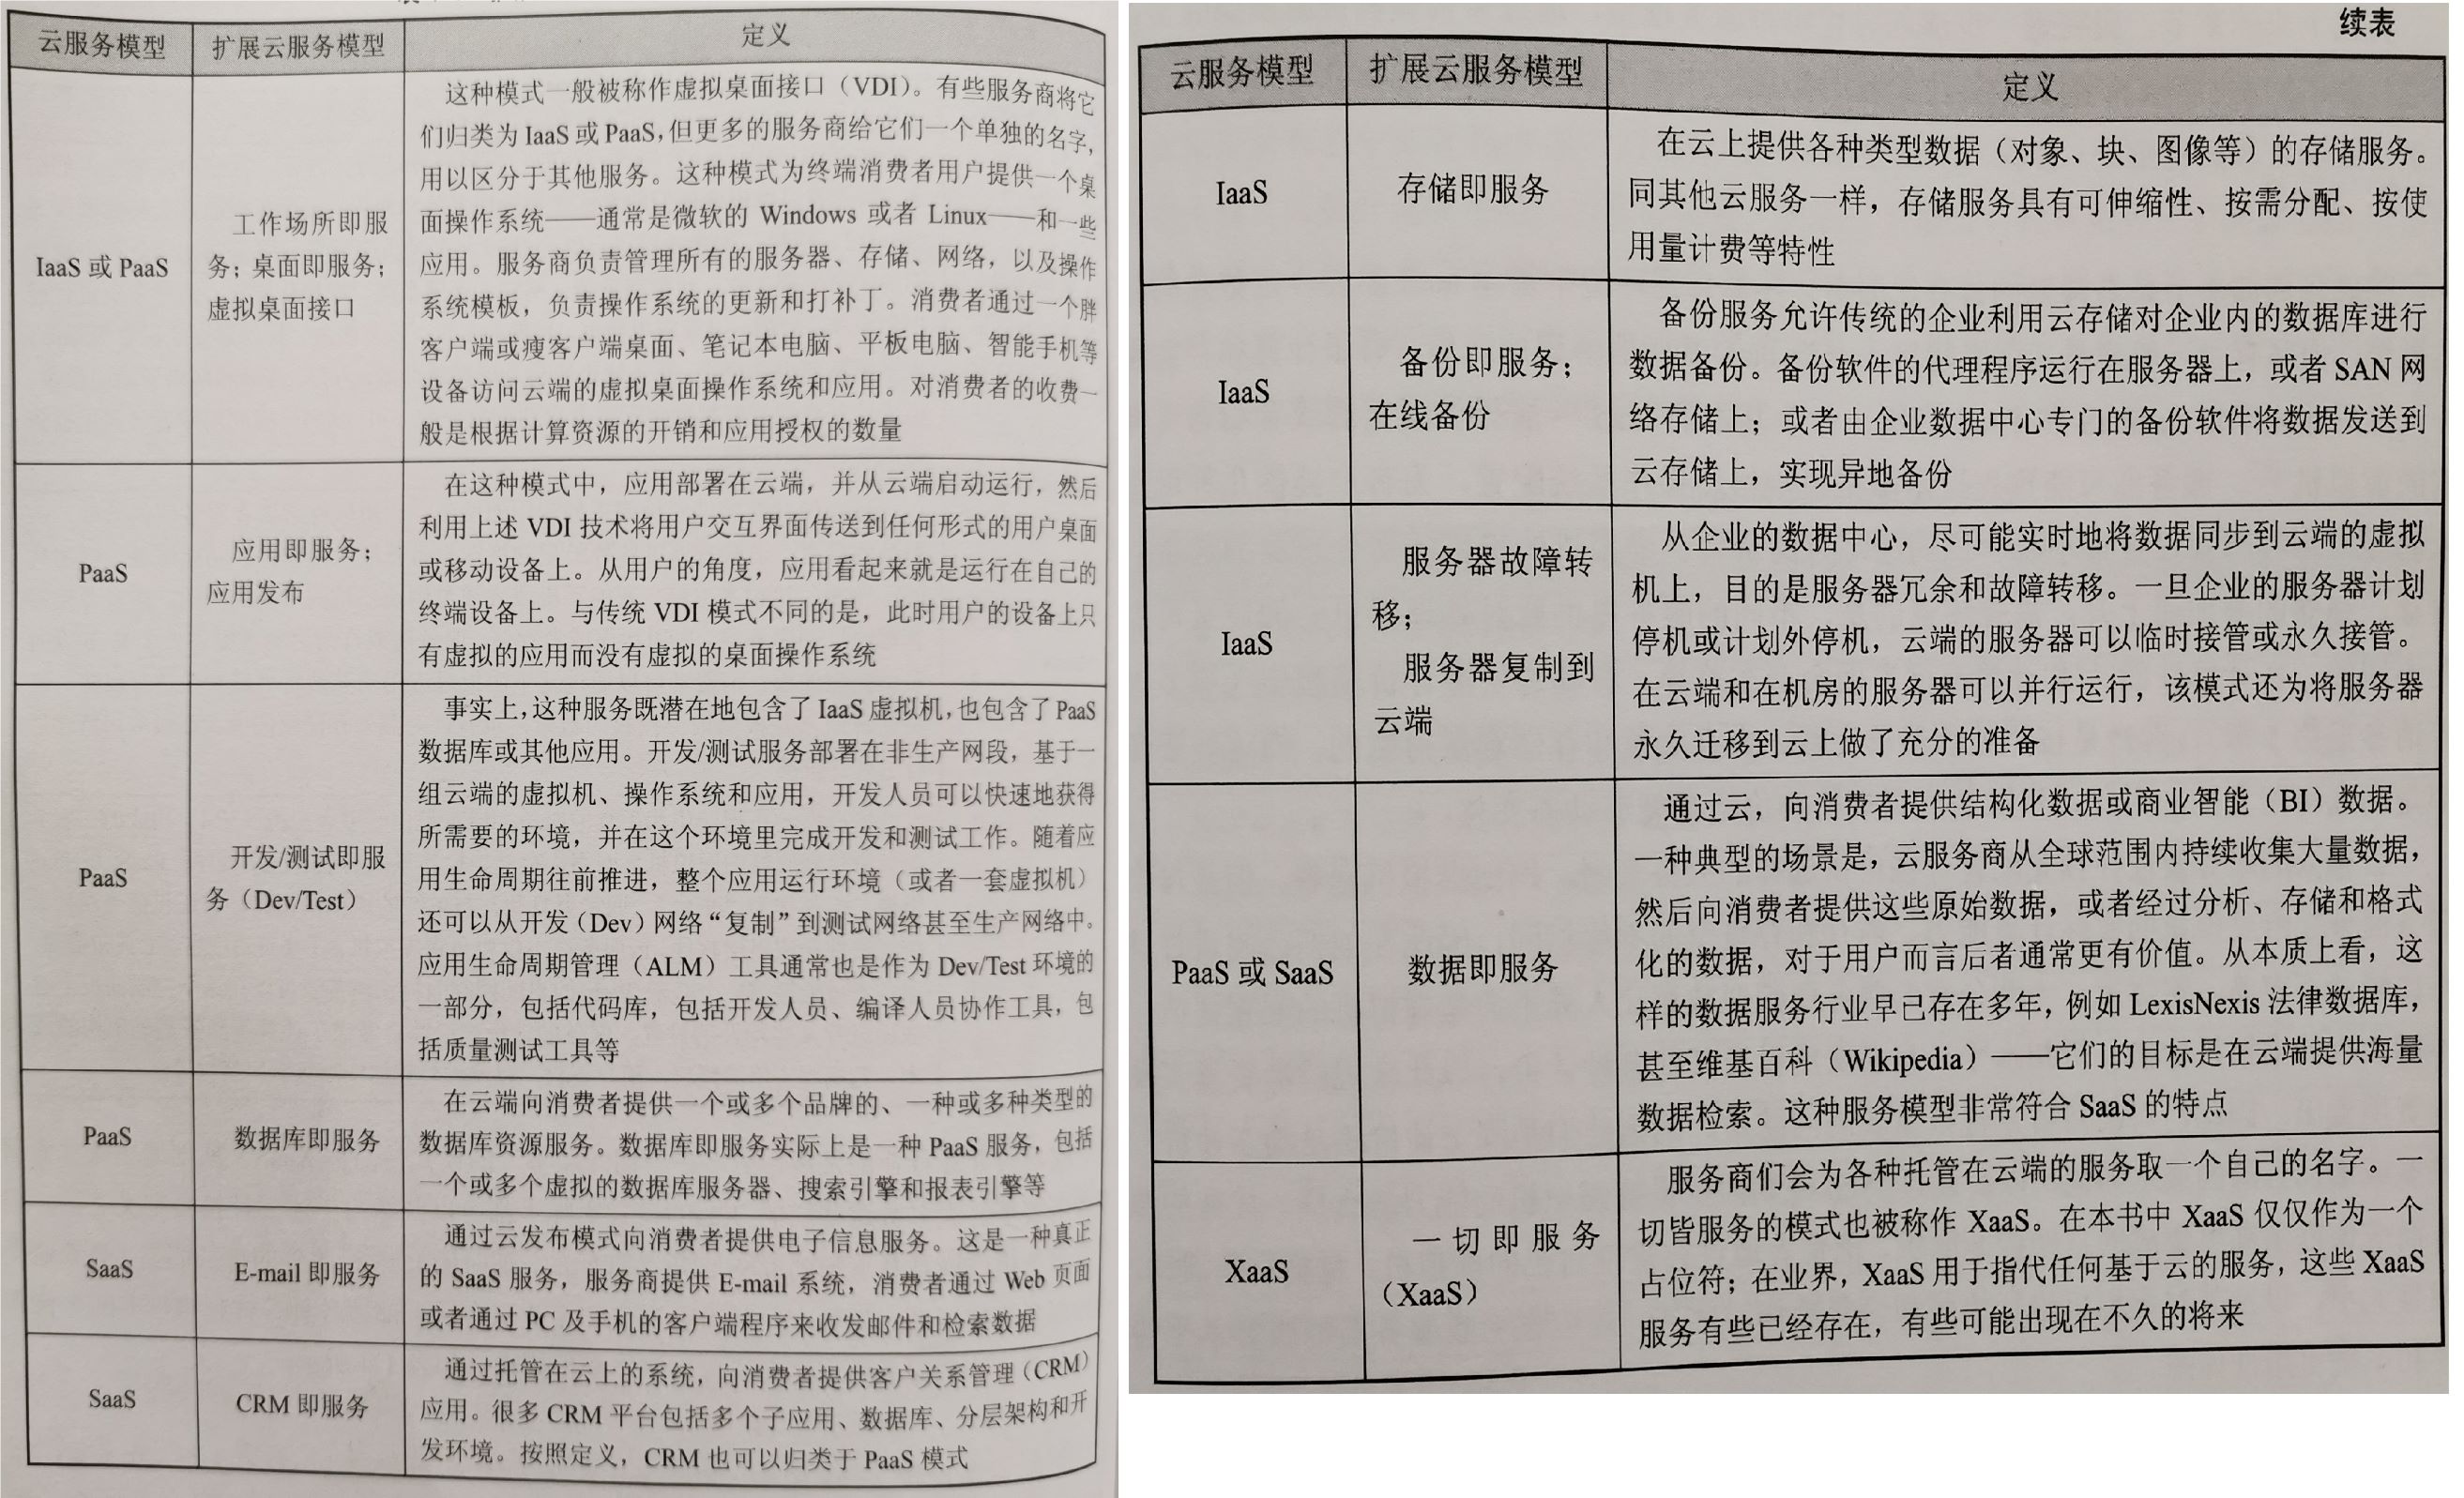 云服务模型
扩展云服务模型
定义
IaaS 或 PaaS
工作场所即服
务；桌面即服务；
虚拟桌面接口
这种模式一般被称作虚拟桌面接口（VDI）。有些服务商将它
们归类为 IaaS 或 PaaS，但更多的服务商给它们一个单独的名字，
用以区分于其他服务。这种模式为终端消费者用户提供一个桌
面操作系统——通常是微软的 Windows 或者 Linux——和一些
应用。服务商负责管理所有的服务器、存储、网络，以及操作
系统模板，负责操作系统的更新和打补丁。消费者通过一个胖
客户端或瘦客户端桌面、笔记本电脑、平板电脑、智能手机等
设备访问云端的虚拟桌面操作系统和应用。对消费者的收费一
般是根据计算资源的开销和应用授权的数量
PaaS
应用即服务；
应用发布
在这种模式中，应用部署在云端，并从云端启动运行，然后
利用上述 VDI 技术将用户交互界面传送到任何形式的用户桌面
或移动设备上。从用户的角度，应用看起来就是运行在自己的
终端设备上。与传统 VDI 模式不同的是，此时用户的设备上只
有虚拟的应用而没有虚拟的桌面操作系统
PaaS
开发/测试即服
务（Dev/Test）
事实上，这种服务既潜在地包含了 IaaS 虚拟机，也包含了 PaaS
数据库或其他应用。开发/测试服务部署在非生产网段，基于一
组云端的虚拟机、操作系统和应用，开发人员可以快速地获得
所需要的环境，并在这个环境里完成开发和测试工作。随着应
用生命周期往前推进，整个应用运行环境（或者一套虚拟机）
还可以从开发（Dev）网络“复制”到测试网络甚至生产网络中。
应用生命周期管理（ALM）工具通常也是作为 Dev/Test 环境的
一部分，包括代码库，包括开发人员、编译人员协作工具，包
括质量测试工具等
PaaS
数据库即服务
在云端向消费者提供一个或多个品牌的、一种或多种类型的
数据库资源服务。数据库即服务实际上是一种 PaaS 服务，包括
一个或多个虚拟的数据库服务器、搜索引擎和报表引擎等
SaaS
E-mail 即服务
通过云发布模式向消费者提供电子信息服务。这是一种真正
的 SaaS 服务，服务商提供 E-mail 系统，消费者通过 Web 页面
或者通过 PC 及手机的客户端程序来收发邮件和检索数据
SaaS
CRM 即服务
通过托管在云上的系统，向消费者提供客户关系管理（CRM）
应用。很多 CRM 平台包括多个子应用、数据库、分层架构和开
发环境。按照定义，CRM 也可以归类于 PaaS 模式
续表
云服务模型
扩展云服务模型
定义
IaaS
存储即服务
在云上提供各种类型数据（对象、块、图像等）的存储服务。
同其他云服务一样，存储服务具有可伸缩性、按需分配、按使
用量计费等特性
IaaS
备份即服务；
在线备份
备份服务允许传统的企业利用云存储对企业内的数据库进行
数据备份。备份软件的代理程序运行在服务器上，或者 SAN 网
络存储上；或者由企业数据中心专门的备份软件将数据发送到
云存储上，实现异地备份
IaaS
服务器故障转
移；
服务器复制到
云端
从企业的数据中心，尽可能实时地将数据同步到云端的虚拟
机上，目的是服务器冗余和故障转移。一旦企业的服务器计划
停机或计划外停机，云端的服务器可以临时接管或永久接管。
在云端和在机房的服务器可以并行运行，该模式还为将服务器
永久迁移到云上做了充分的准备
PaaS 或 SaaS
数据即服务
通过云，向消费者提供结构化数据或商业智能（BI）数据。
一种典型的场景是，云服务商从全球范围内持续收集大量数据，
然后向消费者提供这些原始数据，或者经过分析、存储和格式
化的数据，对于用户而言后者通常更有价值。从本质上看，这
样的数据服务行业早已存在多年，例如 LexisNexis 法律数据库，
甚至维基百科（Wikipedia）——它们的目标是在云端提供海量
数据检索。这种服务模型非常符合 SaaS 的特点
XaaS
一切即服务
（XaaS）
服务商们会为各种托管在云端的服务取一个自己的名字。一
切皆服务的模式也被称作 XaaS。在本书中 XaaS 仅仅作为一个
占位符；在业界，XaaS 用于指代任何基于云的服务，这些 XaaS
服务有些已经存在，有些可能出现在不久的将来